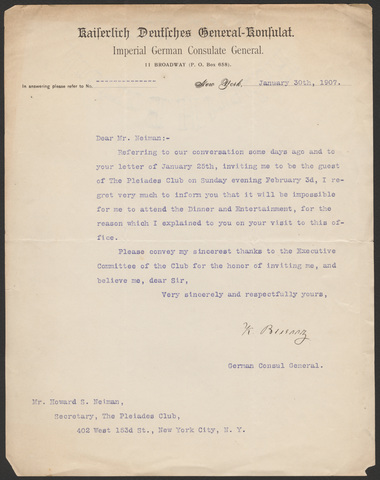 Kaiserlich Deutsches General-Konsulat.
Imperial German Consulate General.
11 BROADWAY (P. O. Box 658),
In answering please refer to No.
New York, January 30th, 1907.
Dear Mr. Neiman:-
Referring to our conversation some days ago and to
your letter of January 25th, inviting me to be the guest
of The Pleiades Club on Sunday evening February 3d, I re-
gret very much to inform you that it will be impossible
for me to attend the Dinner and Entertainment, for
the reason which I explained to you on your visit to this of-
fice.
Please convey my sincerest thanks to the Executive
Committee of the Club for the honor of inviting me, and
believe me, dear Sir,
Very sincerely and respectfully yours,
German Consul General.
Mr. Howard S. Neiman,
Secretary, The Pleiades Club,
402 West 153d St., New York City, N. Y.